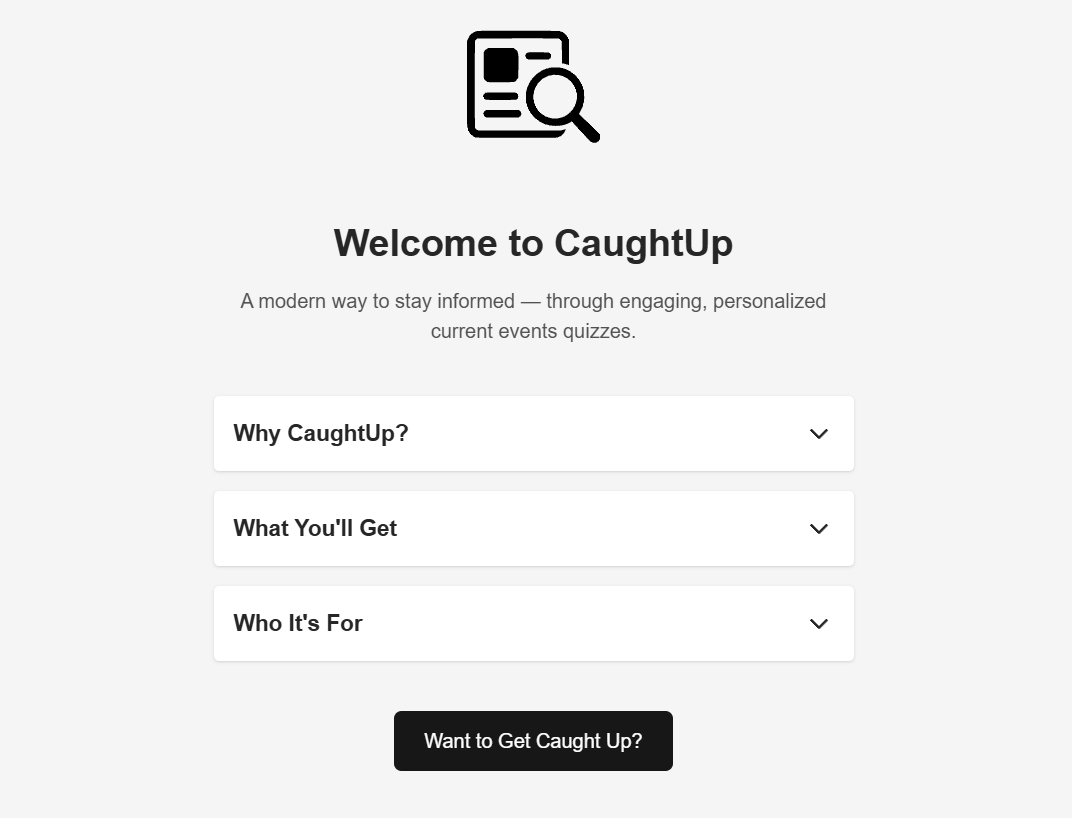 Welcome to CaughtUp
A modern way to stay informed — through engaging, personalized
current events quizzes.
Why CaughtUp?
What You'll Get
Who It's For
Want to Get Caught Up?